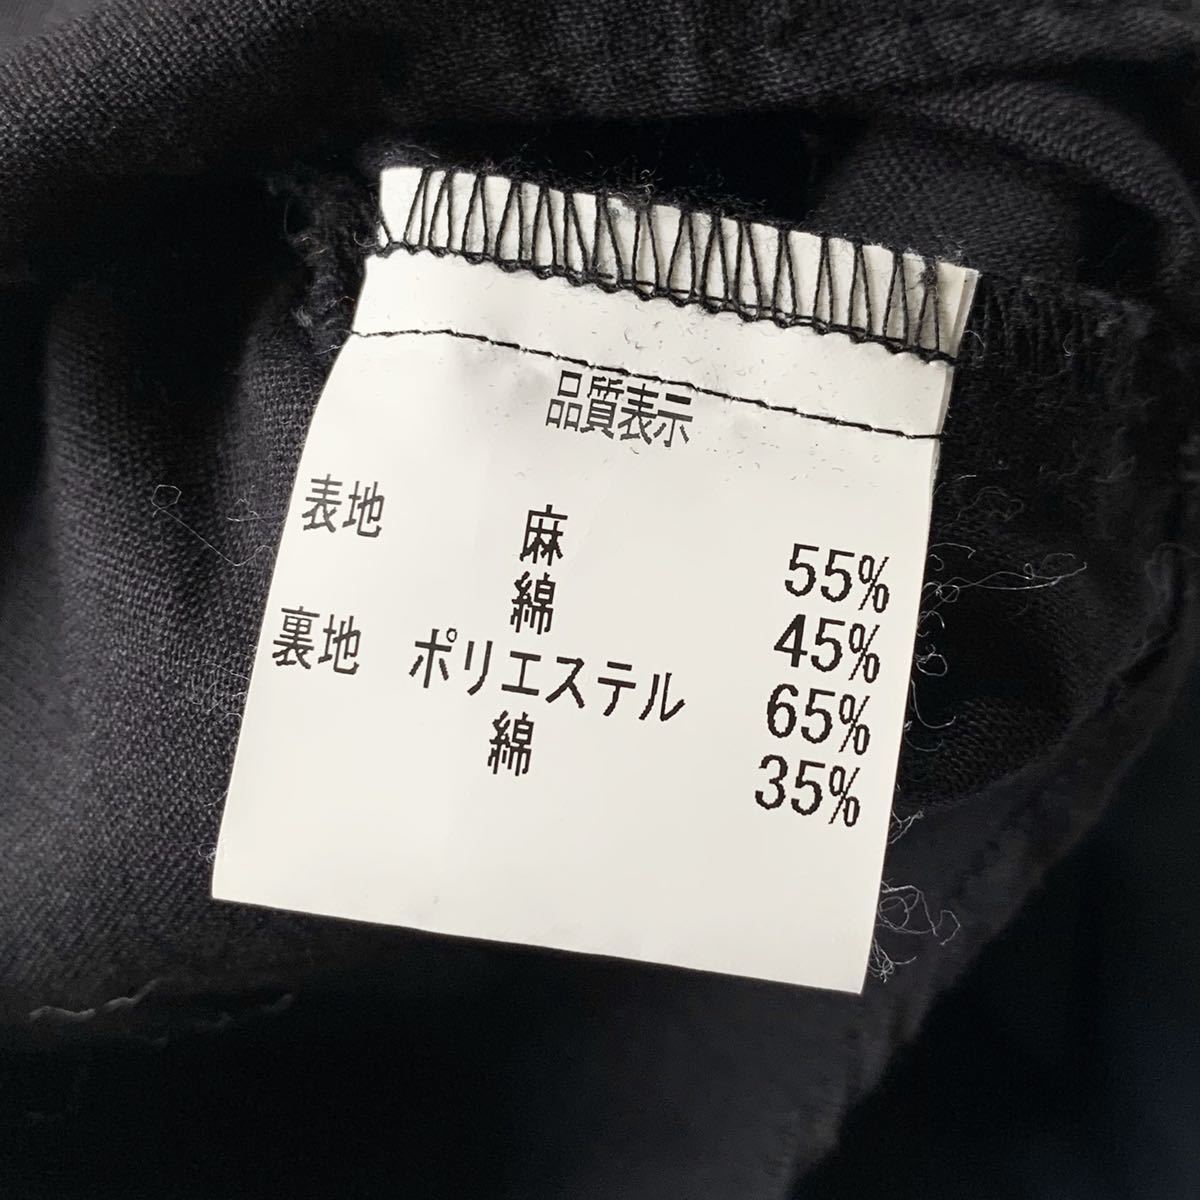 品質表示
表地 麻 55%
綿 45%
裏地 ポリエステル 65%
綿 35%